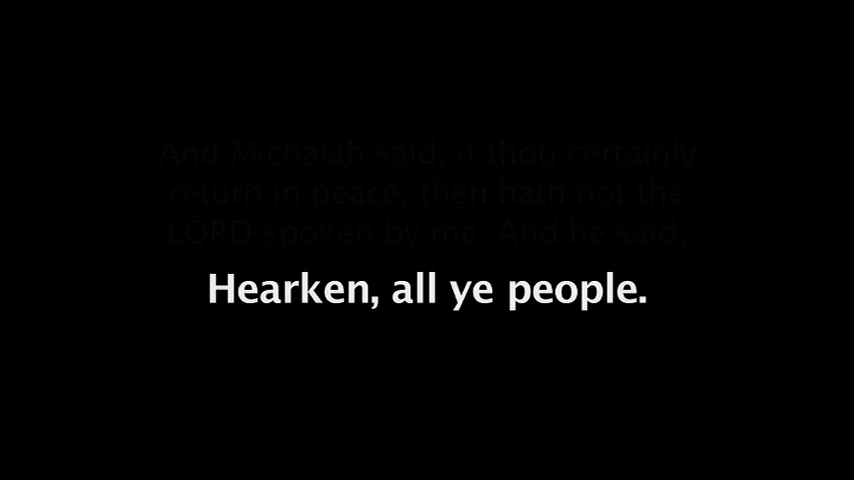 And Michaiah said, if thou certainly
return in peace, then hath not the
LORD spoken by me. And he said,
Hearken, all ye people.